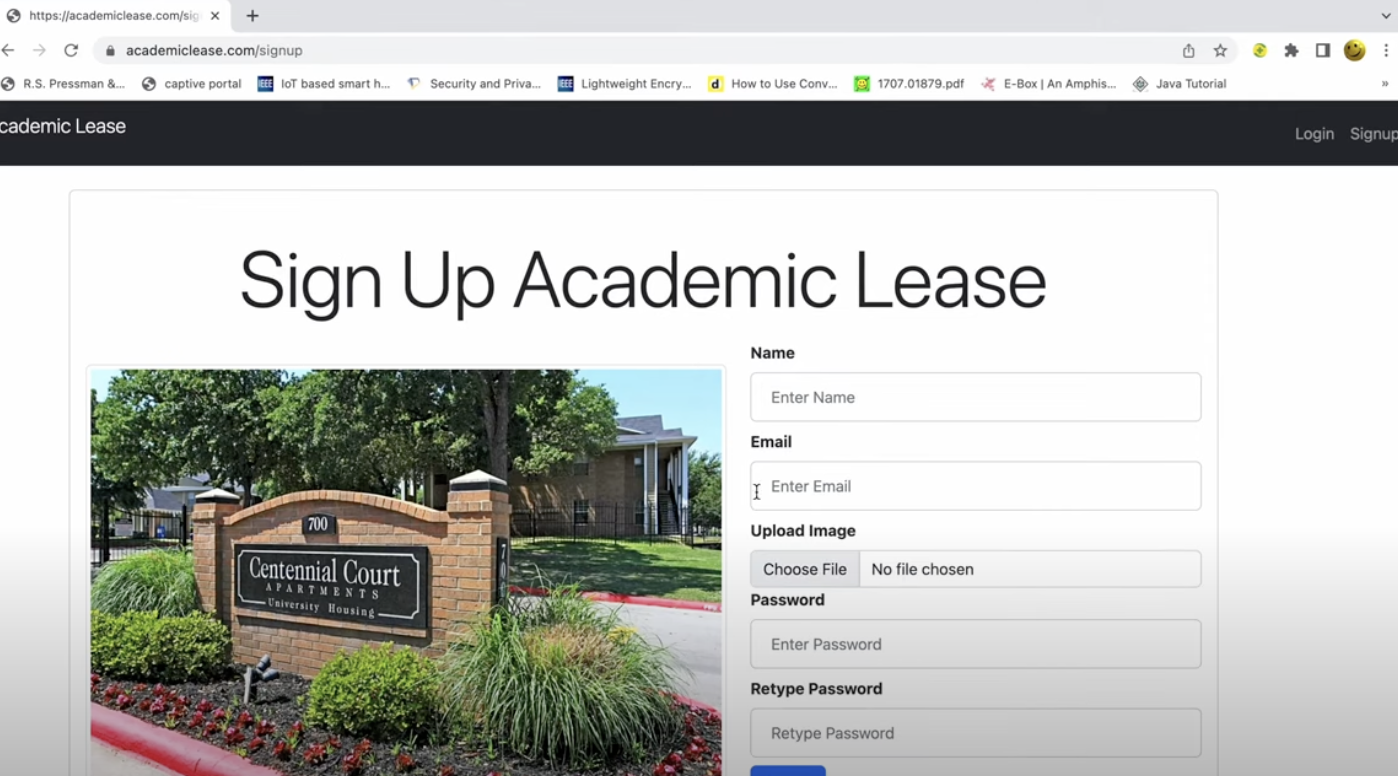 https://academiclease.com/sig
academiclease.com/signup
R.S. Pressman &...
captive portal
IEEE
IoT based smart h...
Security and Priva...
IEEE
Lightweight Encry...
d
How to Use Conv...
1707.01879.pdf
E-Box | An Amphis...
Java Tutorial
»
cademic Lease
Login
Signup
Sign Up Academic Lease
Name
Enter Name
Email
Enter Email
Upload Image
Choose File
No file chosen
Password
Enter Password
Retype Password
Retype Password
700
Centennial Court
APARTMENTS
University Housing